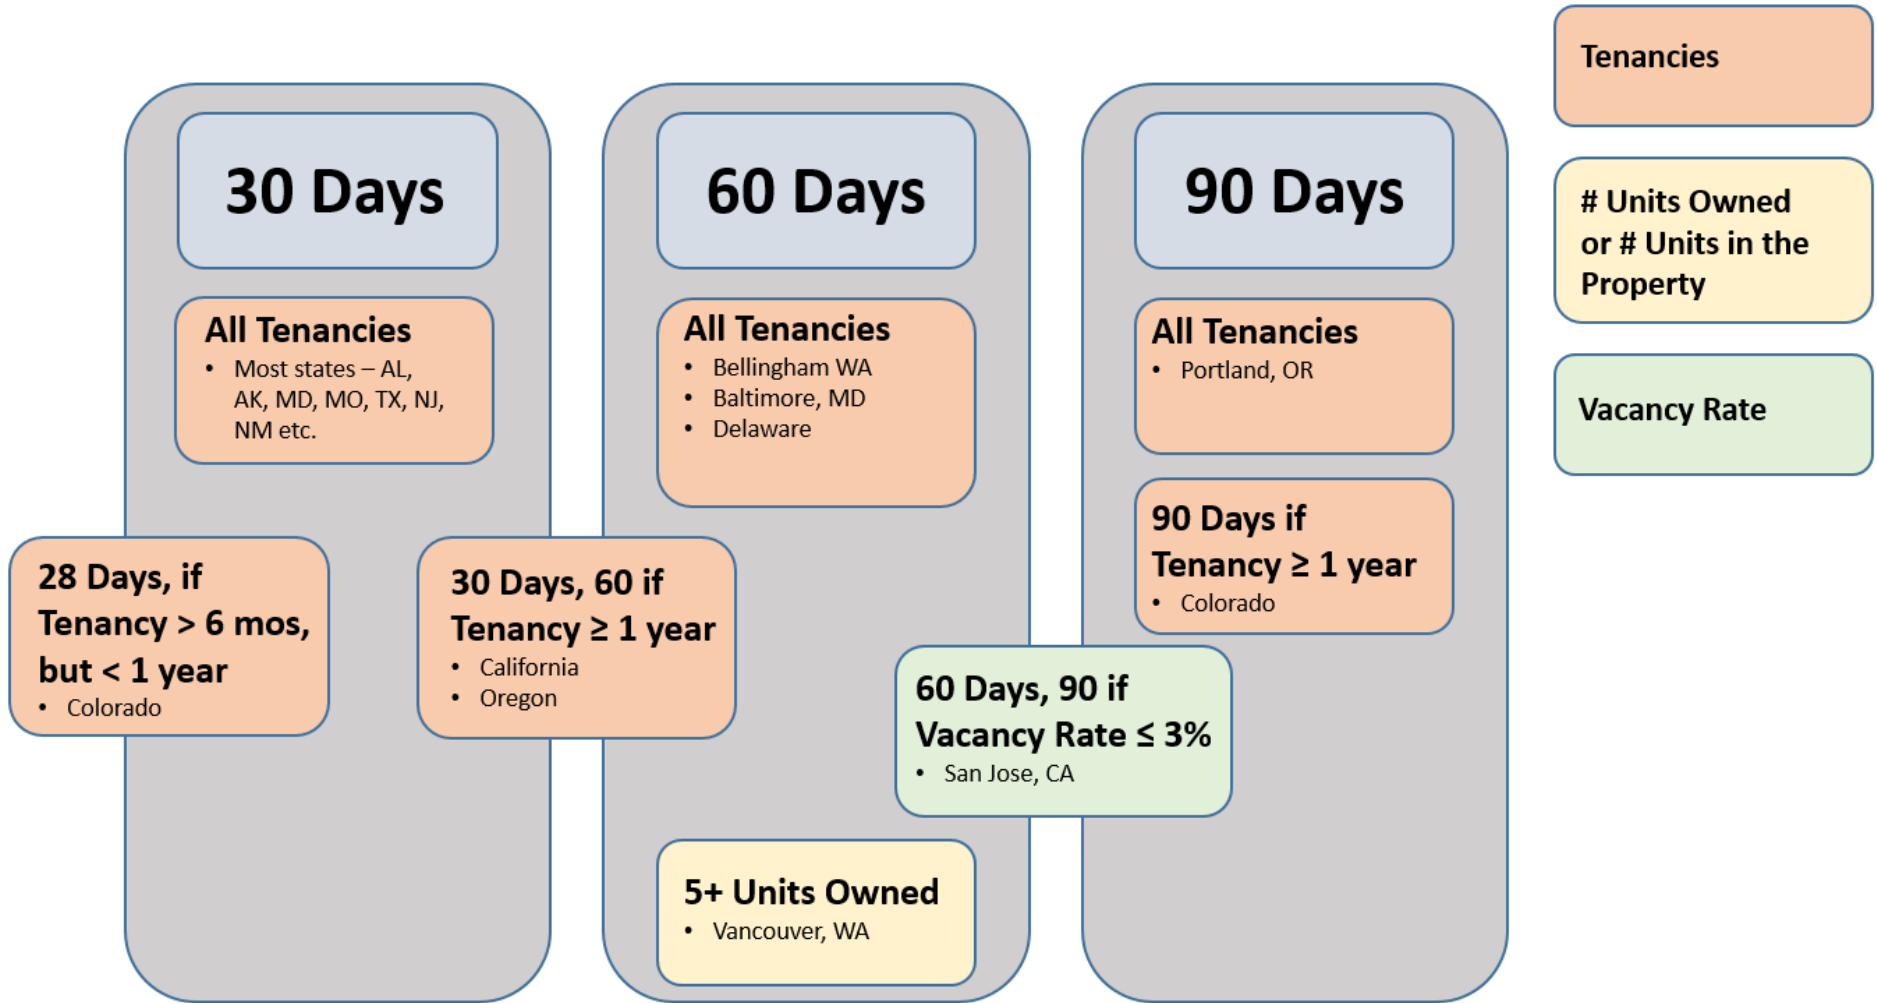 30 Days
All Tenancies
• Most states – AL,
AK, MD, MO, TX, NJ,
NM etc.
28 Days, if
Tenancy > 6 mos,
but < 1 year
• Colorado
30 Days, 60 if
Tenancy ≥ 1 year
• California
• Oregon
60 Days
All Tenancies
• Bellingham WA
• Baltimore, MD
• Delaware
5+ Units Owned
• Vancouver, WA
60 Days, 90 if
Vacancy Rate ≤ 3%
• San Jose, CA
90 Days
All Tenancies
• Portland, OR
90 Days if
Tenancy ≥ 1 year
• Colorado
Tenancies
# Units Owned
or # Units in the
Property
Vacancy Rate